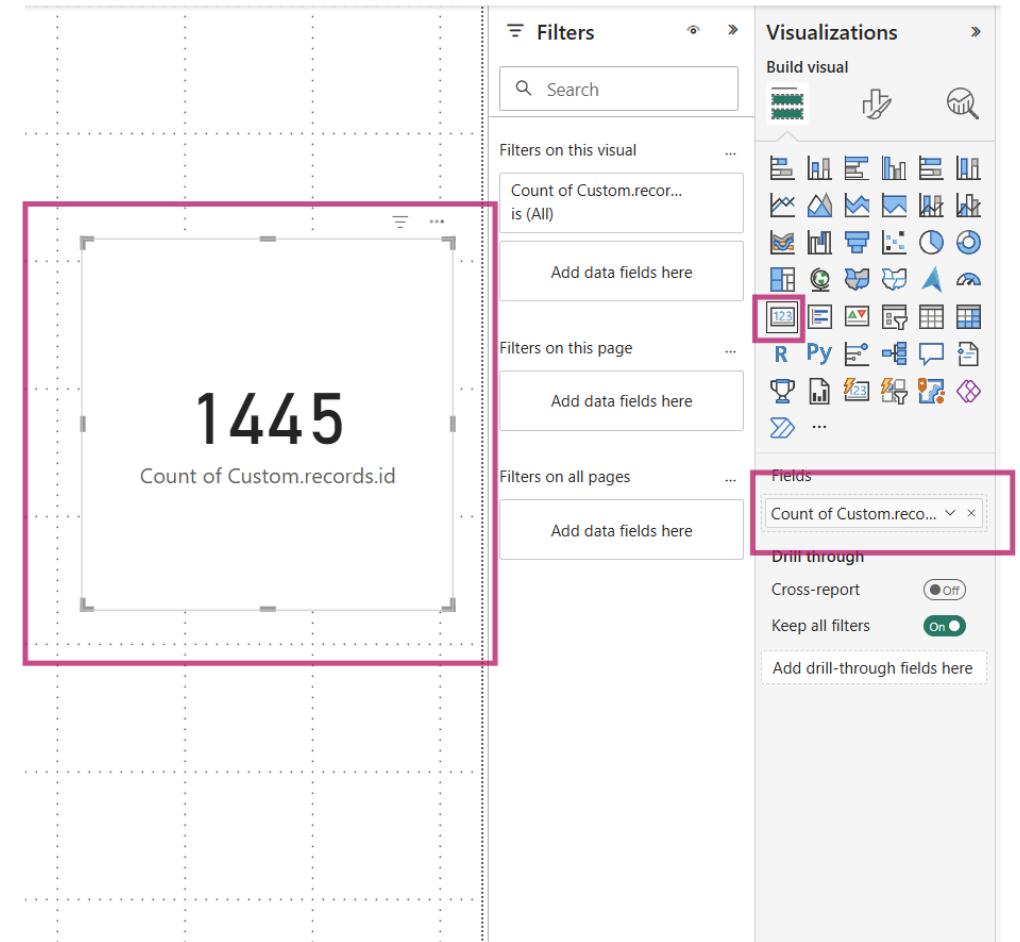 Filters
Visualizations
Build visual
Search
Filters on this visual
...
Count of Custom.recor...
is (All)
Add data fields here
Filters on this page
...
Add data fields here
Filters on all pages
...
Add data fields here
1445
Count of Custom.records.id
123
R
Py
123
...
Fields
Count of Custom.reco...
Drill through
Cross-report
Off
Keep all filters
On
Add drill-through fields here